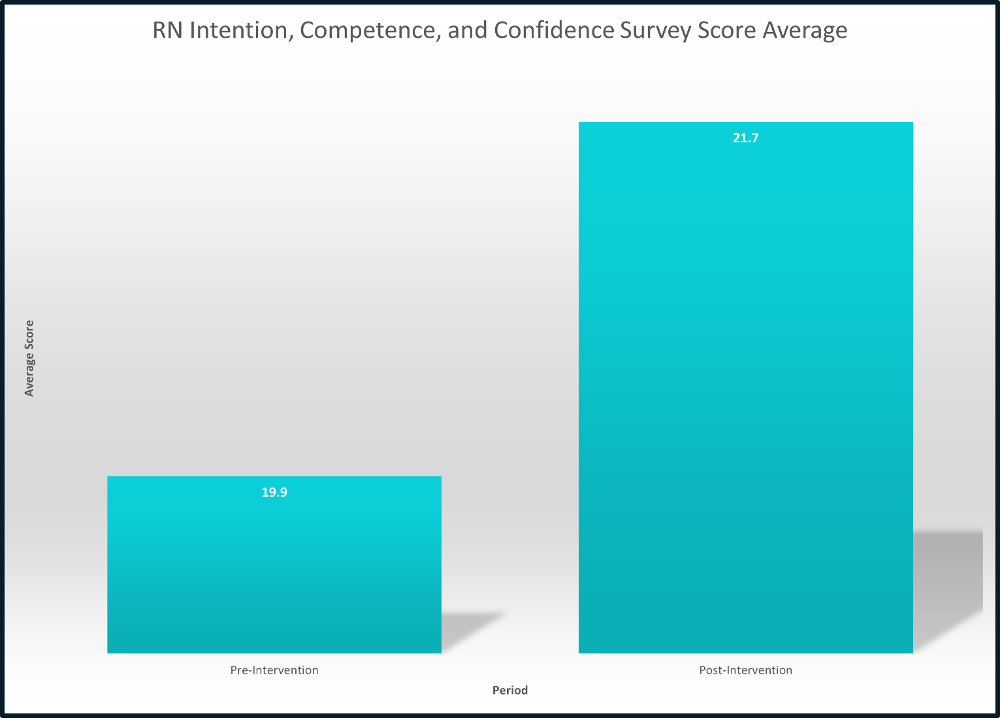 RN Intention, Competence, and Confidence Survey Score Average
21.7
19.9
Average Score
Pre-Intervention
Post-Intervention
Period